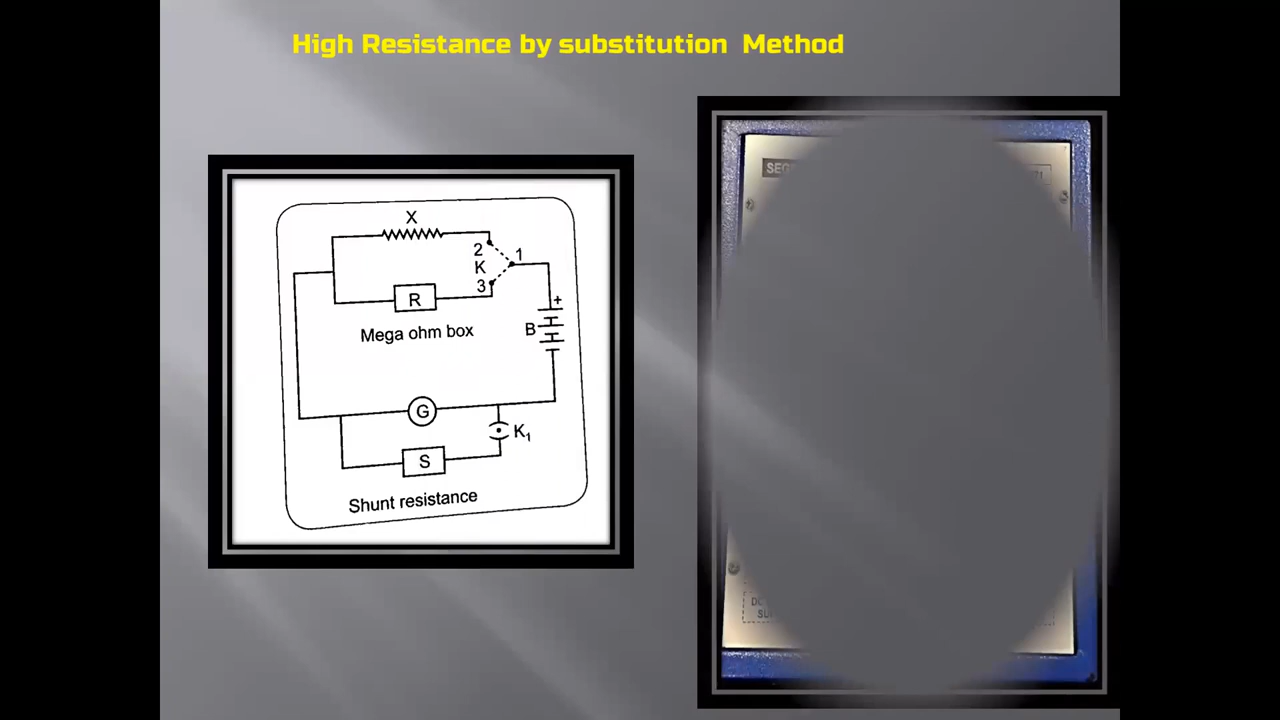 High Resistance by substitution Method
X
2
1
K
3
R
+
Mega ohm box
B
G
K1
S
Shunt resistance